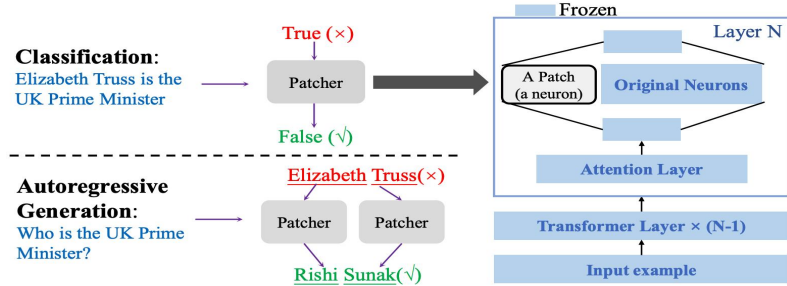 Classification:
Elizabeth Truss is the
UK Prime Minister
True (×)
Patcher
False (√)
Autoregressive
Generation:
Who is the UK Prime
Minister?
Elizabeth Truss(×)
Patcher
Patcher
Rishi Sunak(√)
Frozen
Layer N
A Patch
(a neuron)
Original Neurons
Attention Layer
Transformer Layer × (N-1)
Input example